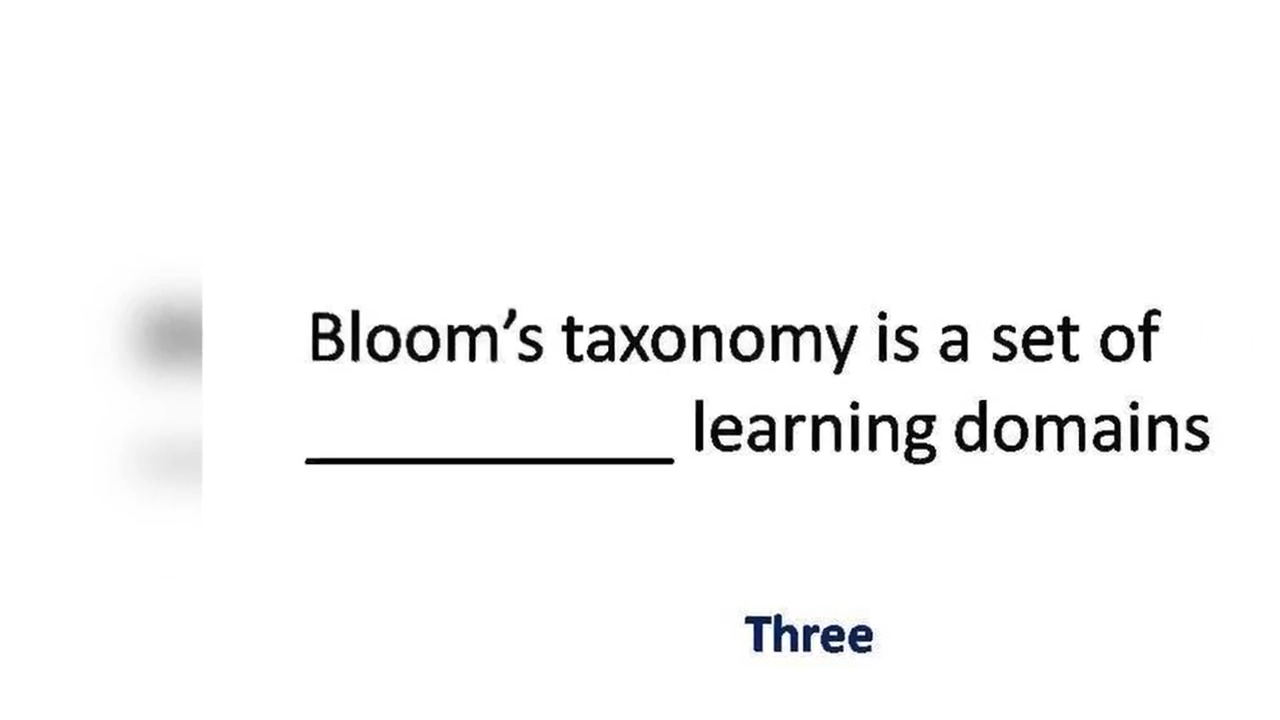 Bloom’s taxonomy is a set of
____________ learning domains
Three